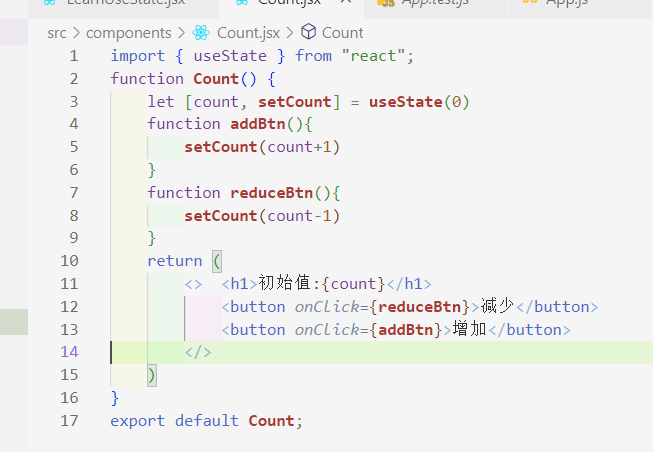 LearnUseState.jsx Count.jsx App.test.js App.js
src > components > Count.jsx > Count
1 import { useState } from "react";
2 function Count() {
3 let [count, setCount] = useState(0)
4 function addBtn(){
5 setCount(count+1)
6 }
7 function reduceBtn(){
8 setCount(count-1)
9 }
10 return (
11 <> <h1>初始值:{count}</h1>
12 <button onClick={reduceBtn}>减少</button>
13 <button onClick={addBtn}>增加</button>
14 </>
15 )
16 }
17 export default Count;